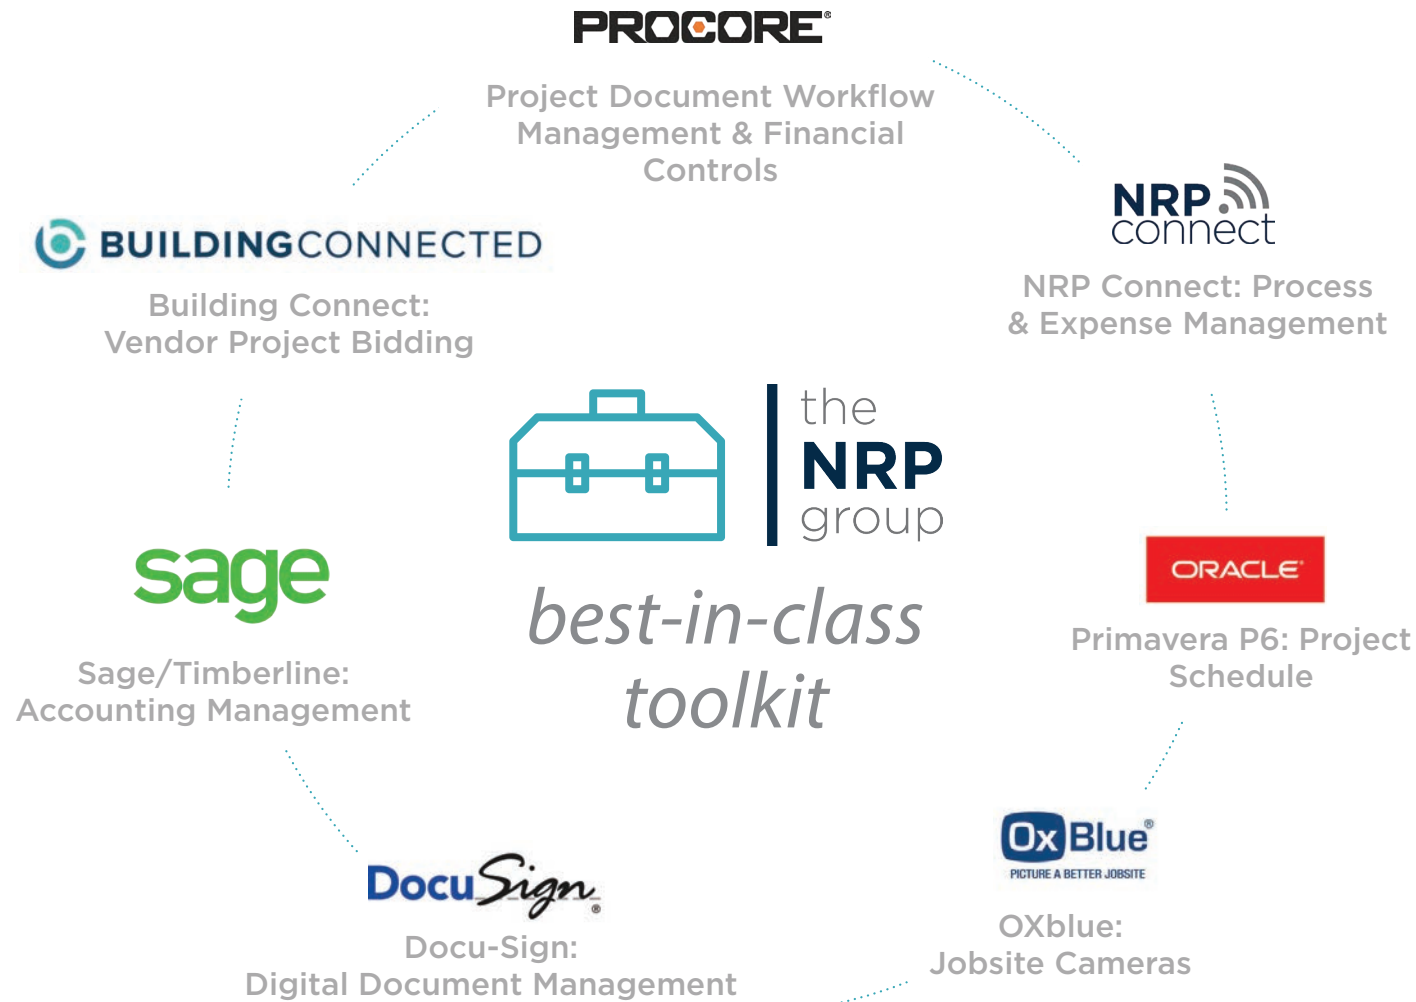 PROCORE®
Project Document Workflow
Management & Financial
Controls
NRP
connect
NRP Connect: Process
& Expense Management
BUILDINGCONNECTED
Building Connect:
Vendor Project Bidding
the
NRP
group
best-in-class
toolkit
ORACLE®
Primavera P6: Project
Schedule
sage
Sage/Timberline:
Accounting Management
OxBlue®
PICTURE A BETTER JOBSITE
OXblue:
Jobsite Cameras
DocuSign®
Docu-Sign:
Digital Document Management